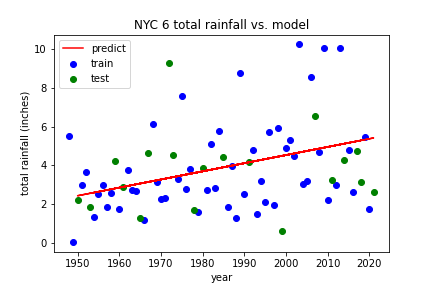 NYC 6 total rainfall vs. model
predict
train
test
total rainfall (inches)
10
8
6
4
2
0
1950 1960 1970 1980 1990 2000 2010 2020
year